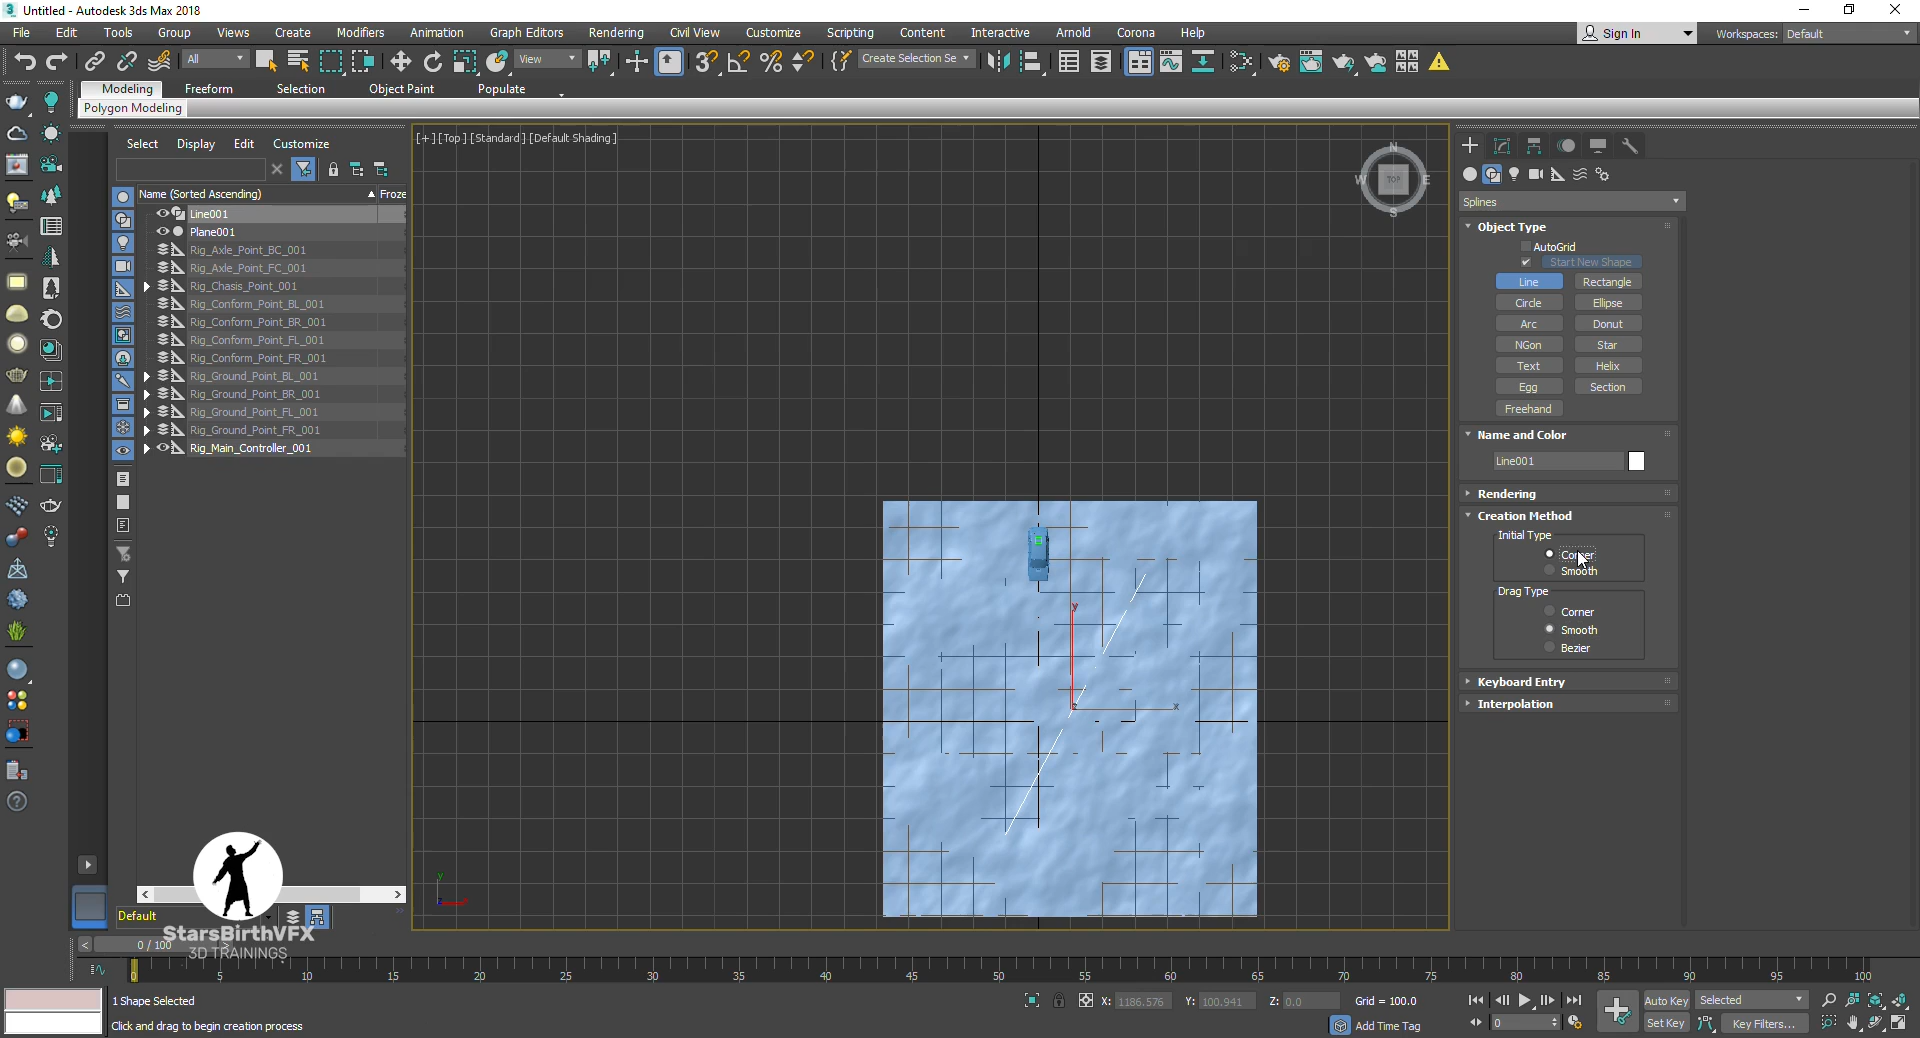 Untitled - Autodesk 3ds Max 2018
File Edit Tools Group Views Create Modifiers Animation Graph Editors Rendering Civil View Customize Scripting Content Interactive Arnold Corona Help
Sign In Workspaces: Default
All View Create Selection Se
Modeling Freeform Selection Object Paint Populate
Polygon Modeling
Select Display Edit Customize
Name (Sorted Ascending) Froze
Line001
Plane001
Rig_Axle_Point_BC_001
Rig_Axle_Point_FC_001
Rig_Chasis_Point_001
Rig_Conform_Point_BL_001
Rig_Conform_Point_BR_001
Rig_Conform_Point_FL_001
Rig_Conform_Point_FR_001
Rig_Ground_Point_BL_001
Rig_Ground_Point_BR_001
Rig_Ground_Point_FL_001
Rig_Ground_Point_FR_001
Rig_Main_Controller_001
Default
[+] [Top] [Standard] [Default Shading]
N
W TOP E
S
y
x
z
y
Splines
Object Type
AutoGrid
Start New Shape
Line Rectangle
Circle Ellipse
Arc Donut
NGon Star
Text Helix
Egg Section
Freehand
Name and Color
Line001
Rendering
Creation Method
Initial Type
Corner
Smooth
Drag Type
Corner
Smooth
Bezier
Keyboard Entry
Interpolation
StarsBirthVFX
3D TRAININGS
0 / 100
0 5 10 15 20 25 30 35 40 45 50 55 60 65 70 75 80 85 90 95 100
1 Shape Selected
Click and drag to begin creation process
X: 1186.576 Y: 100.941 Z: 0.0 Grid = 100.0
Add Time Tag
0
Auto Key Selected
Set Key Key Filters...